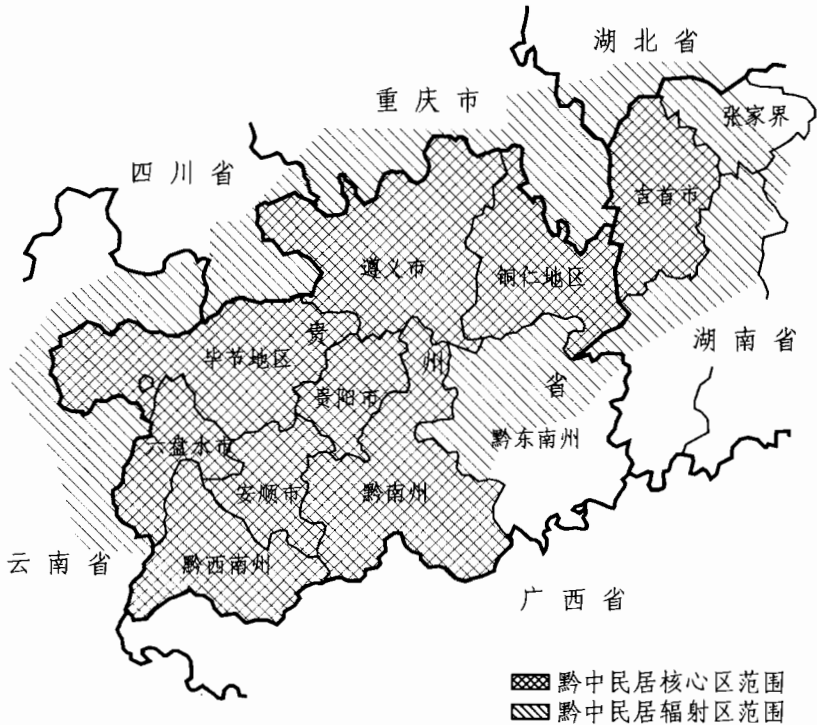 湖北省
重庆市
张家界
四川省
吉首市
遵义市
铜仁地区
贵
州
省
湖南省
毕节地区
贵阳市
黔东南州
六盘水市
安顺市
黔南州
云南省
黔西南州
广西省
黔中民居核心区范围
黔中民居辐射区范围